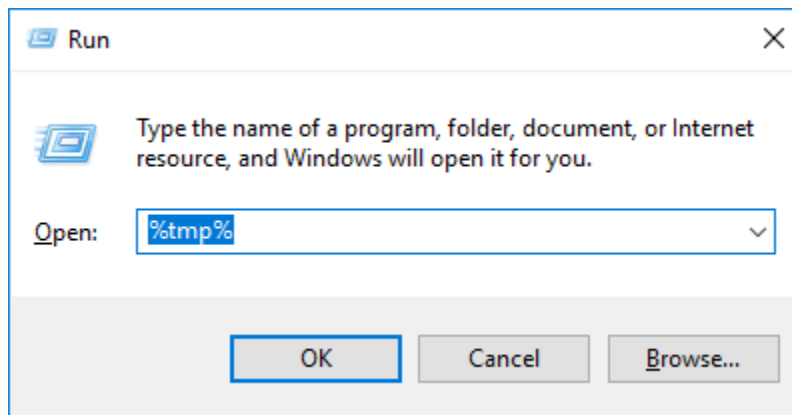 Run
Type the name of a program, folder, document, or Internet
resource, and Windows will open it for you.
Open: %tmp%
OK Cancel Browse...